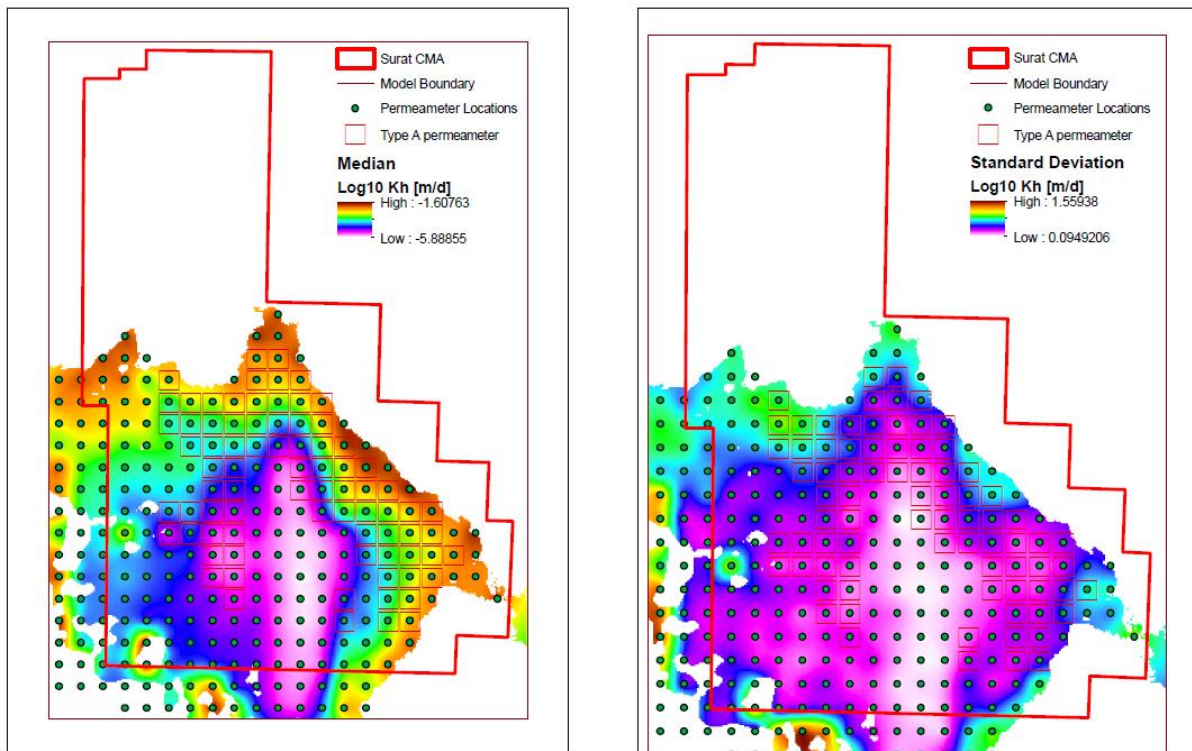 Surat CMA
Model Boundary
Permeameter Locations
Type A permeameter
Median
Log10 Kh [m/d]
High : -1.60763
Low : -5.88855
Surat CMA
Model Boundary
Permeameter Locations
Type A permeameter
Standard Deviation
Log10 Kh [m/d]
High : 1.55938
Low : 0.0949206